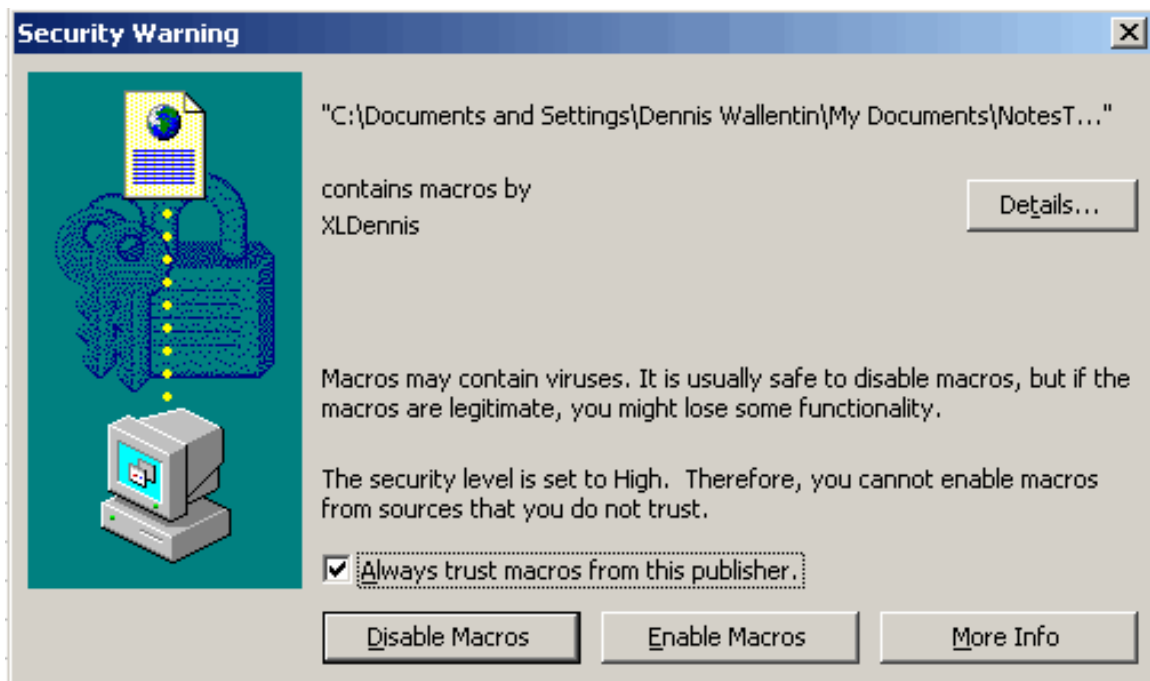 Security Warning
"C:\Documents and Settings\Dennis Wallentin\My Documents\NotesT..."
contains macros by
XLDennis
Details...
Macros may contain viruses. It is usually safe to disable macros, but if the
macros are legitimate, you might lose some functionality.
The security level is set to High.  Therefore, you cannot enable macros
from sources that you do not trust.
Always trust macros from this publisher.
Disable Macros
Enable Macros
More Info